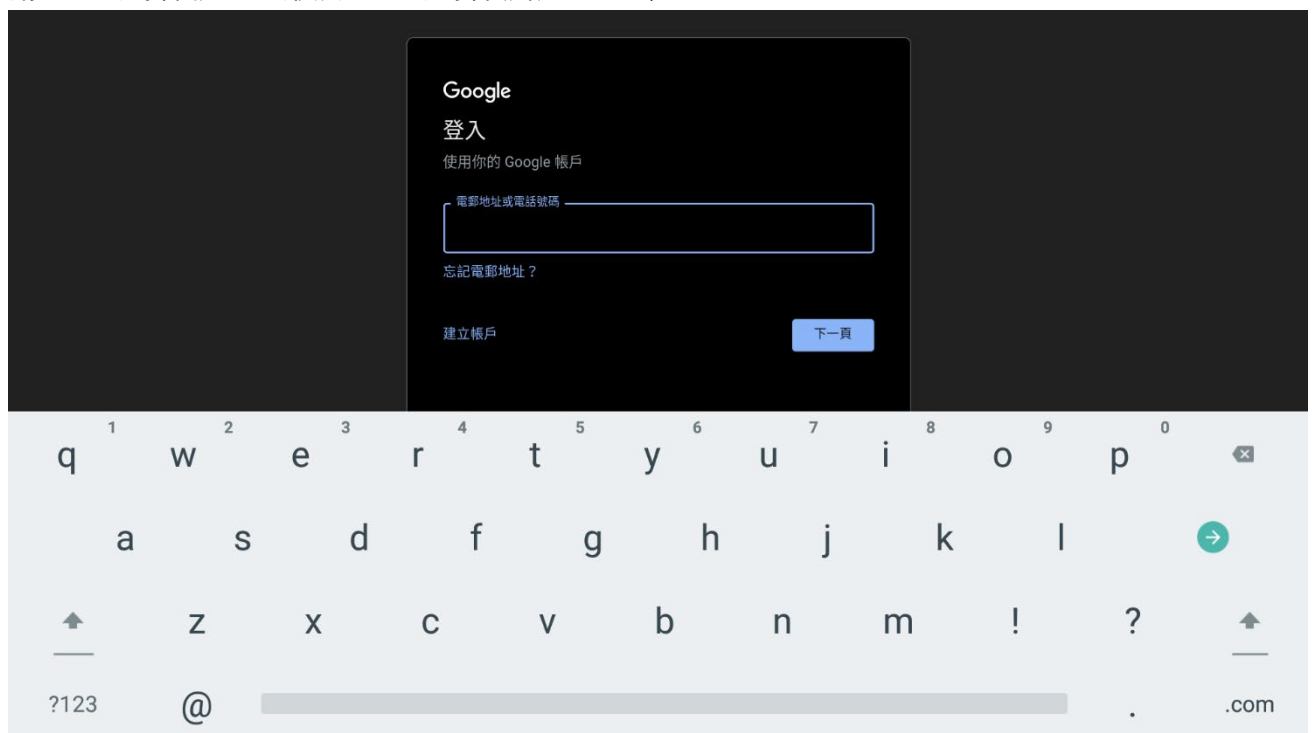 Google
登入
使用你的 Google 帳戶
電郵地址或電話號碼
忘記電郵地址？
建立帳戶
下一頁
1 2 3 4 5 6 7 8 9 0
q w e r t y u i o p
a s d f g h j k l
z x c v b n m ! ?
?123 @ . .com